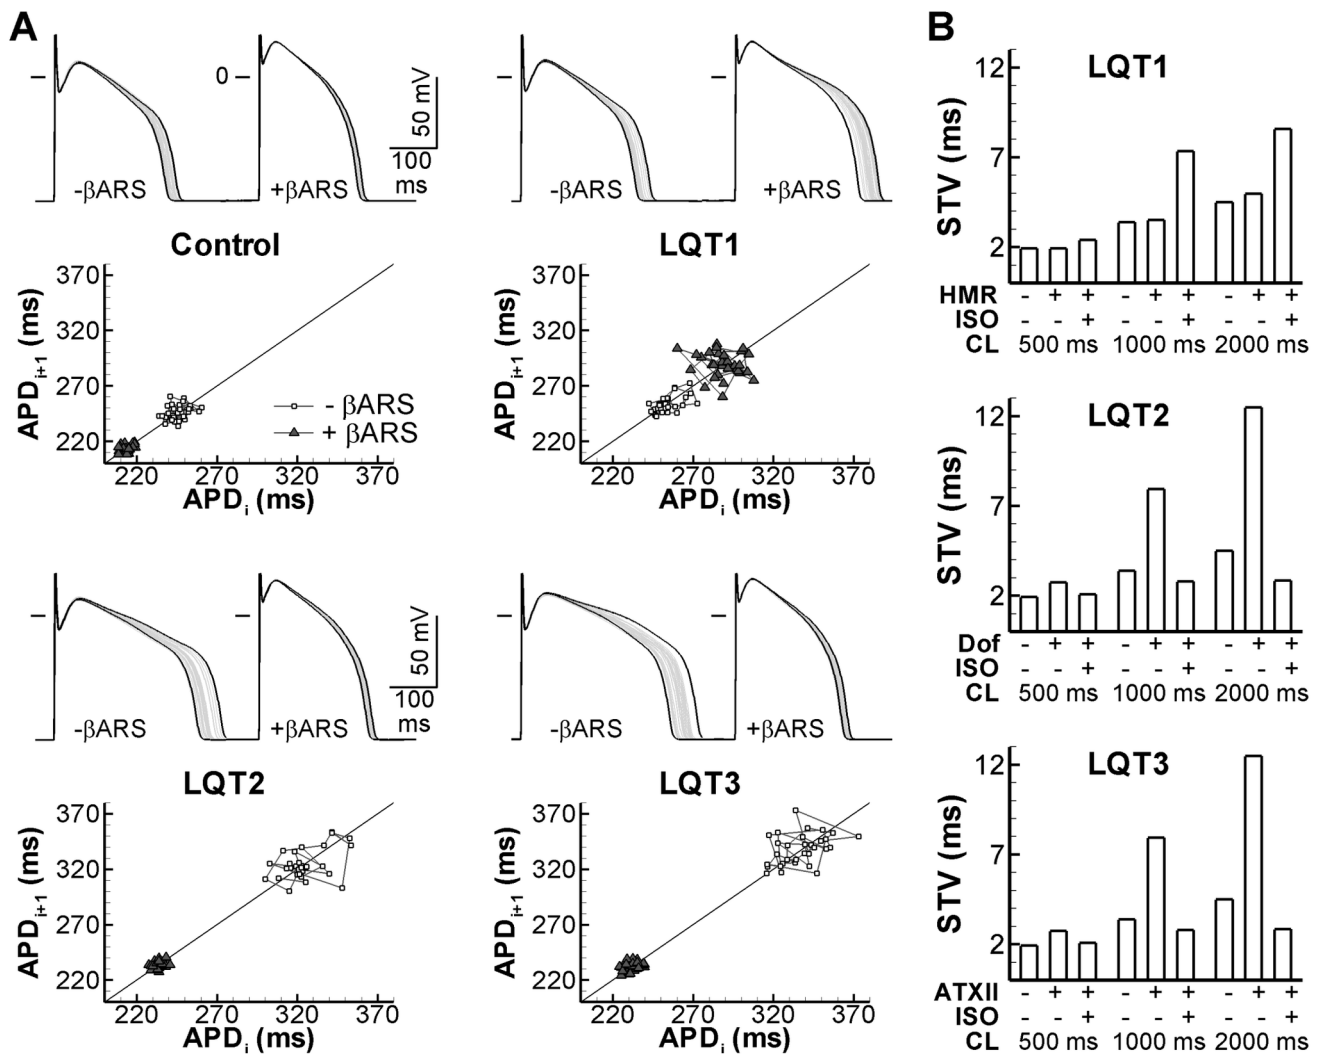 A
0
50 mV
100 ms
-βARS
+βARS
-βARS
+βARS
Control
370
320
270
220
APDi+1 (ms)
220 270 320 370
APDi (ms)
- βARS
+ βARS
LQT1
370
320
270
220
APDi+1 (ms)
220 270 320 370
APDi (ms)
50 mV
100 ms
-βARS
+βARS
-βARS
+βARS
LQT2
370
320
270
220
APDi+1 (ms)
220 270 320 370
APDi (ms)
LQT3
370
320
270
220
APDi+1 (ms)
220 270 320 370
APDi (ms)
B
LQT1
12
7
2
STV (ms)
HMR - + + - + + - + +
ISO - - + - - + - - +
CL 500 ms 1000 ms 2000 ms
LQT2
12
7
2
STV (ms)
Dof - + + - + + - + +
ISO - - + - - + - - +
CL 500 ms 1000 ms 2000 ms
LQT3
12
7
2
STV (ms)
ATXII - + + - + + - + +
ISO - - + - - + - - +
CL 500 ms 1000 ms 2000 ms